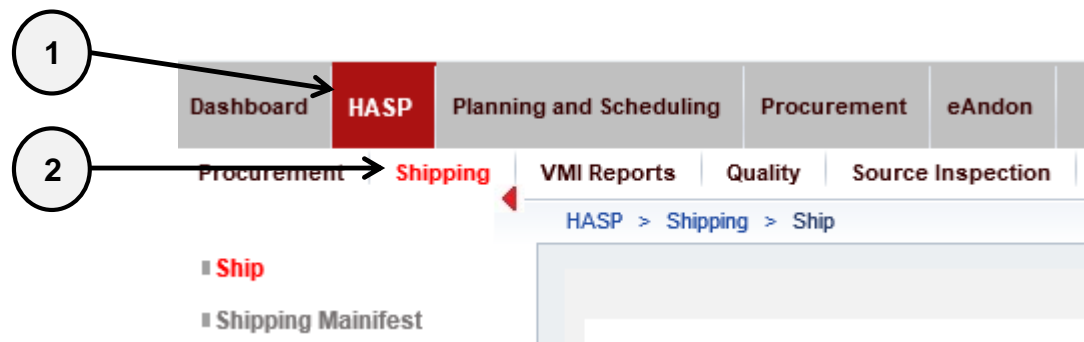 1
Dashboard HASP Planning and Scheduling Procurement eAndon
2
Procurement Shipping VMI Reports Quality Source Inspection
HASP > Shipping > Ship
Ship
Shipping Mainifest